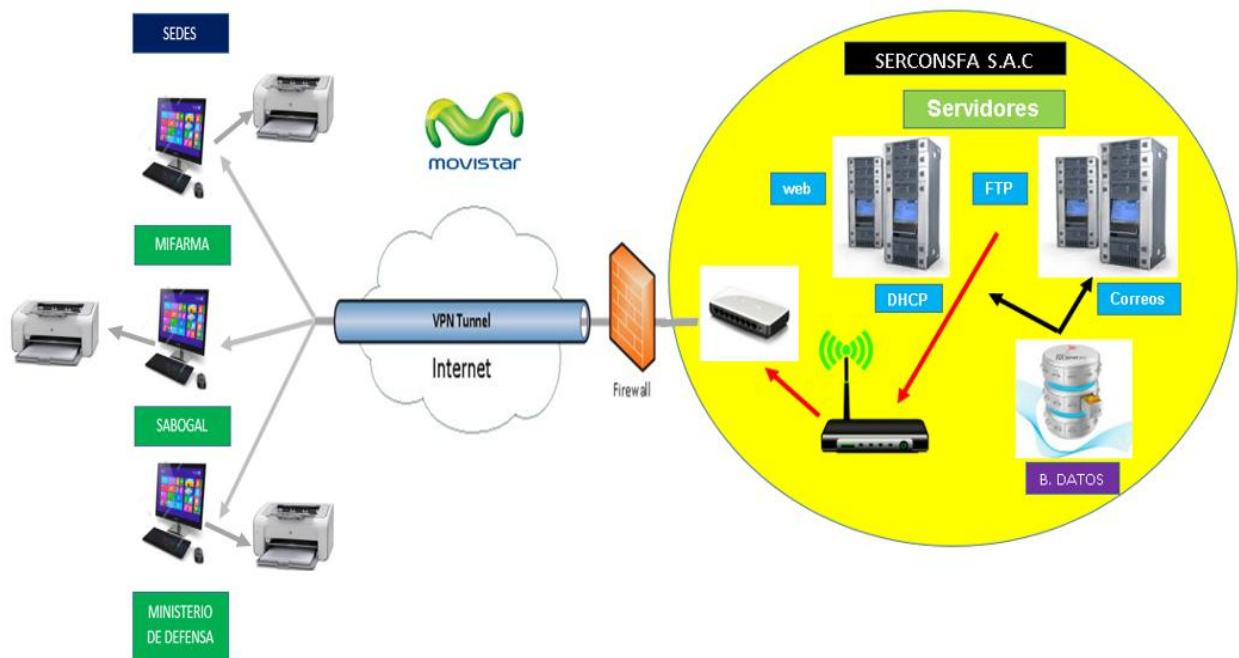 SEDES
MIFARMA
SABOGAL
MINISTERIO
DE DEFENSA
movistar
VPN Tunnel
Internet
Firewall
SERCONSFA S.A.C
Servidores
web
FTP
DHCP
Correos
B. DATOS